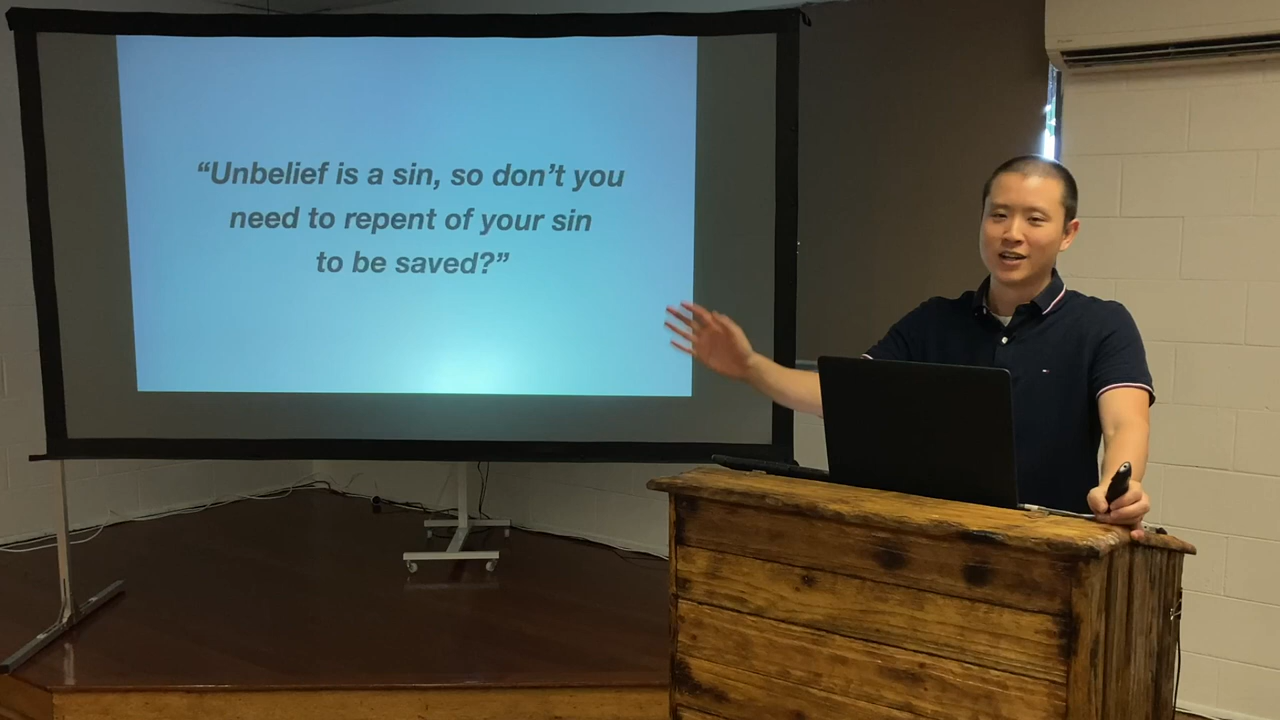 “Unbelief is a sin, so don’t you
need to repent of your sin
to be saved?”